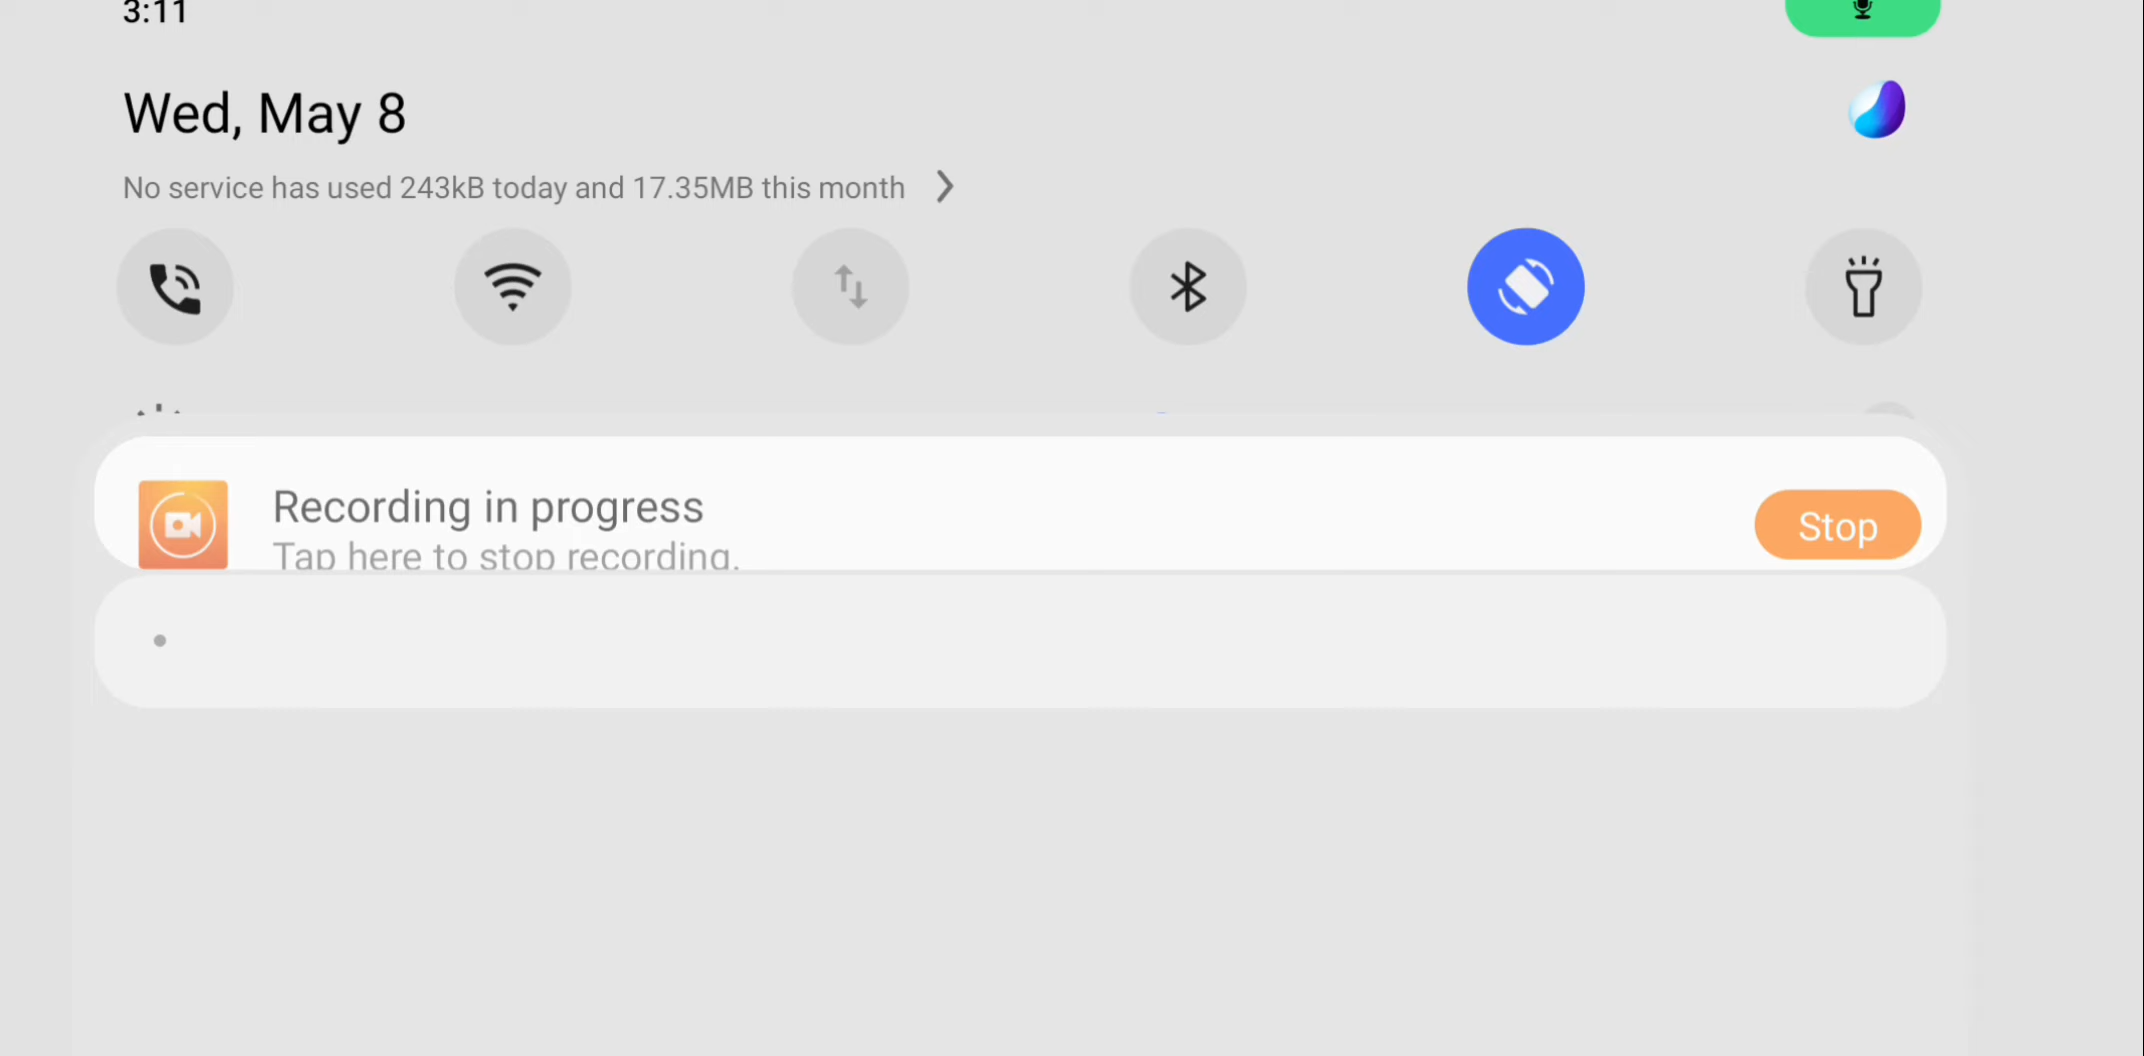 3:11
Wed, May 8
No service has used 243kB today and 17.35MB this month
Recording in progress
Tap here to stop recording.
Stop